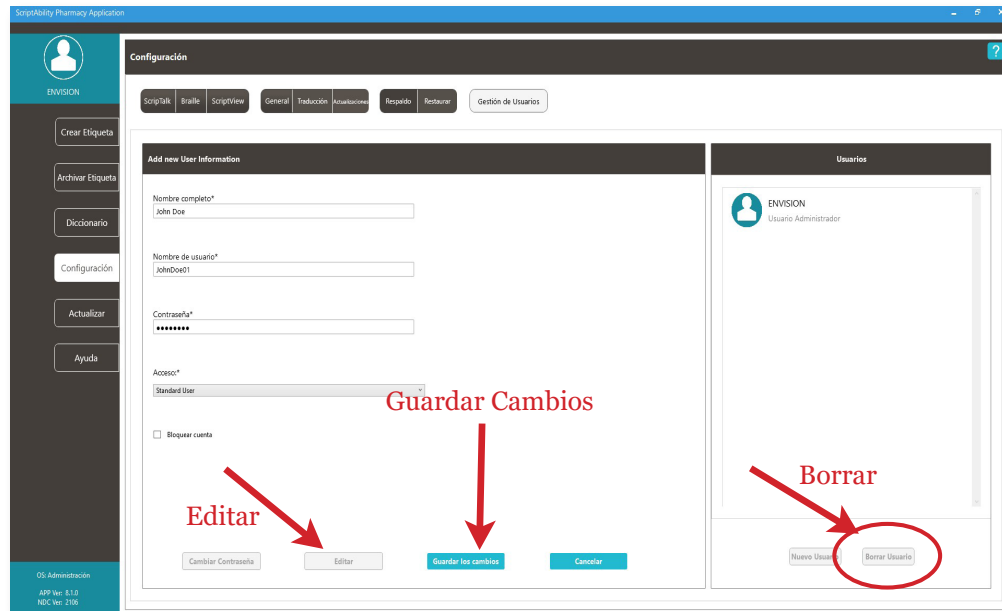 ScriptAbility Pharmacy Application
ENVISION
Crear Etiqueta
Archivar Etiqueta
Diccionario
Configuración
Actualizar
Ayuda
OS: Administración
APP Ver: 8.1.0
NDC Ver: 2106
Configuración
?
ScripTalk Braille ScriptView General Traducción Actualizaciones Respaldo Restaurar Gestión de Usuarios
Add new User Information
Nombre completo*
John Doe
Nombre de usuario*
JohnDoe01
Contraseña*
Acceso:*
Standard User
Guardar Cambios
Bloquear cuenta
Editar
Cambiar Contraseña Editar Guardar los cambios Cancelar
Usuarios
ENVISION
Usuario Administrador
Borrar
Nuevo Usuario Borrar Usuario